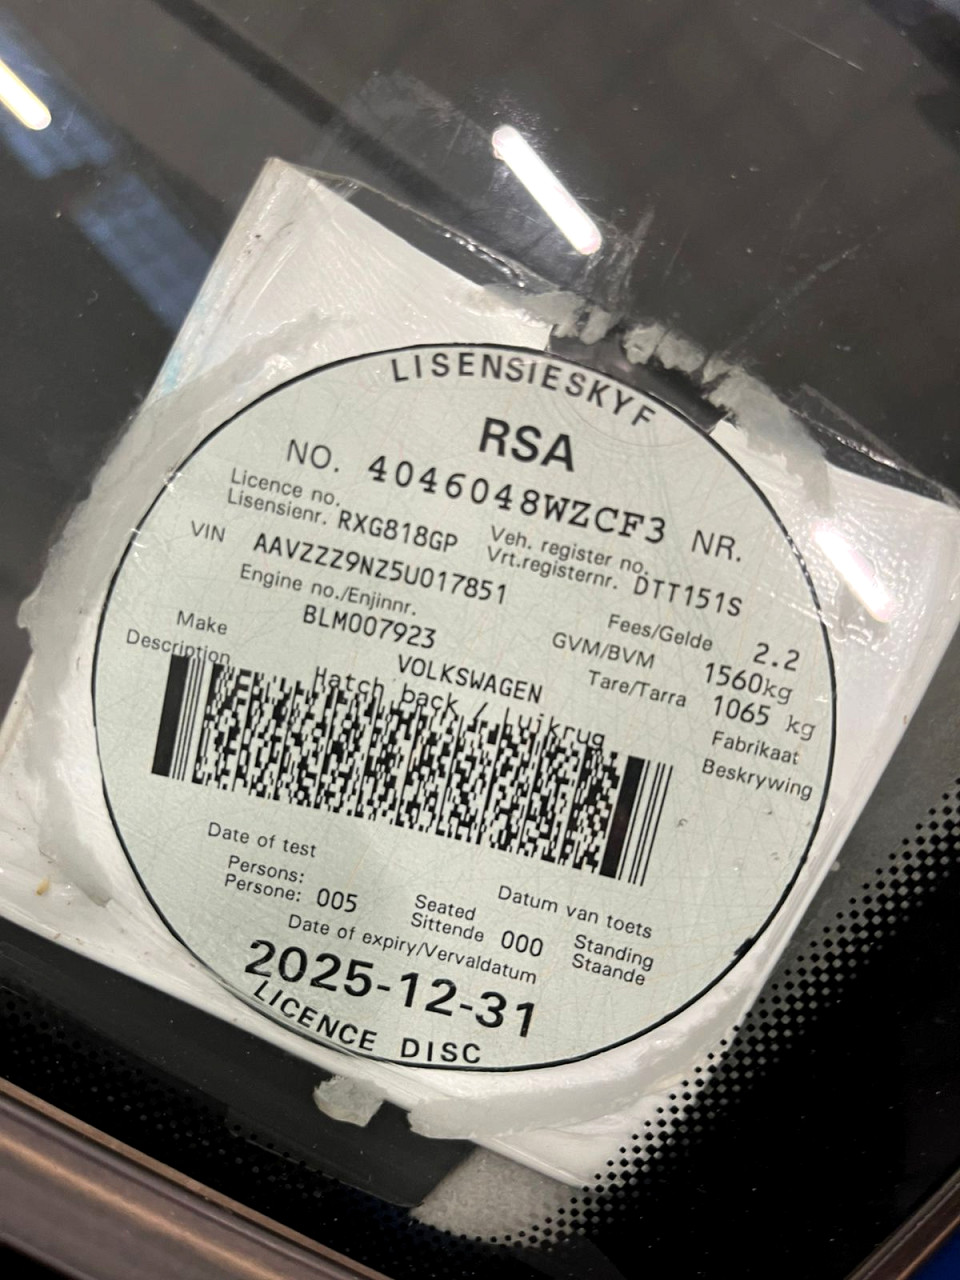 LISENSIESKYF
RSA
NO. 4046048WZCF3 NR.
Licence no. Veh. register no.
Lisensienr. RXG818GP Vrt.registernr. DTT151S
VIN AAVZZZ9NZ5U017851
Engine no./Enjinnr. Fees/Gelde 2.2
BLM007923 GVM/BVM 1560kg
Tare/Tarra 1065 kg
Make VOLKSWAGEN Fabrikaat
Description Hatch back / Luikrug Beskrywing
Date of test Datum van toets
Persons: Seated Standing
Persone: 005 Sittende 000 Staande
Date of expiry/Vervaldatum
2025-12-31
LICENCE DISC